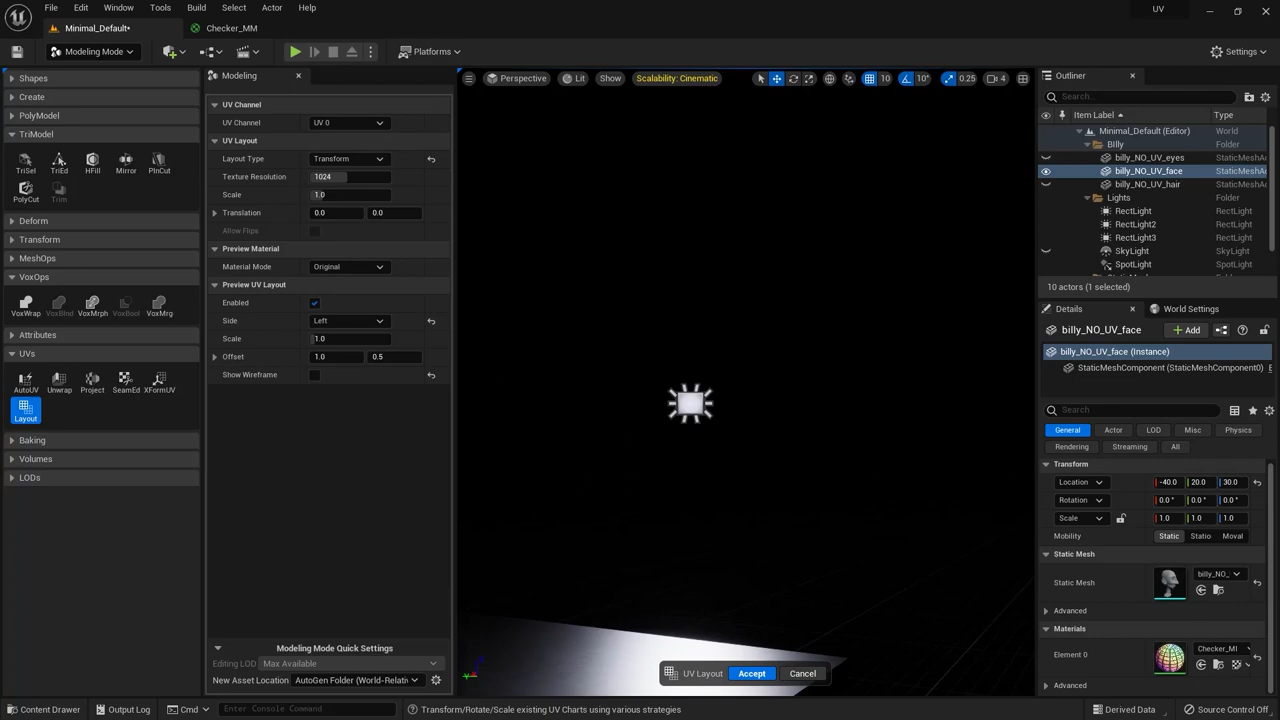 File Edit Window Tools Build Select Actor Help UV
Minimal_Default• Checker_MM
Modeling Mode Platforms Settings
Shapes
Create
PolyModel
TriModel
TriSel TriEd HFill Mirror PlnCut
PolyCut Trim
Deform
Transform
MeshOps
VoxOps
VoxWrap VoxBlnd VoxMrph VoxBool VoxMrg
Attributes
UVs
AutoUV Unwrap Project SeamEd XFormUV
Layout
Baking
Volumes
LODs
Modeling
UV Channel
UV Channel UV 0
UV Layout
Layout Type Transform
Texture Resolution 1024
Scale 1.0
Translation 0.0 0.0
Allow Flips
Preview Material
Material Mode Original
Preview UV Layout
Enabled
Side Left
Scale 1.0
Offset 1.0 0.5
Show Wireframe
Modeling Mode Quick Settings
Editing LOD Max Available
New Asset Location AutoGen Folder (World-Relati
Perspective Lit Show Scalability: Cinematic 10 10° 0.25 4
UV Layout Accept Cancel
Outliner
Search...
Item Label Type
Minimal_Default (Editor) World
BIlly Folder
billy_NO_UV_eyes StaticMeshA
billy_NO_UV_face StaticMeshA
billy_NO_UV_hair StaticMeshA
Lights Folder
RectLight RectLight
RectLight2 RectLight
RectLight3 RectLight
SkyLight SkyLight
SpotLight SpotLight
10 actors (1 selected)
Details World Settings
billy_NO_UV_face Add
billy_NO_UV_face (Instance)
StaticMeshComponent (StaticMeshComponent0)
Search
General Actor LOD Misc Physics
Rendering Streaming All
Transform
Location -40.0 20.0 30.0
Rotation 0.0 ° 0.0 ° 0.0 °
Scale 1.0 1.0 1.0
Mobility Static Statio Moval
Static Mesh
Static Mesh billy_NO_
Advanced
Materials
Element 0 Checker_MI
Advanced
Content Drawer Output Log Cmd Enter Console Command Transform/Rotate/Scale existing UV Charts using various strategies Derived Data Source Control Off